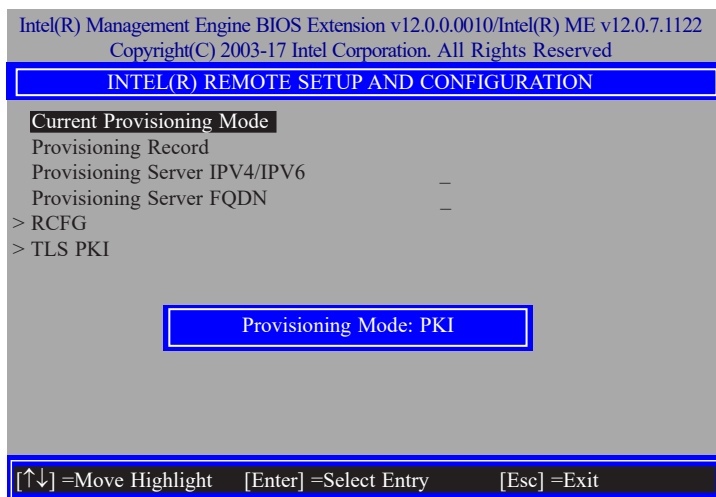 Intel(R) Management Engine BIOS Extension v12.0.0.0010/Intel(R) ME v12.0.7.1122
Copyright(C) 2003-17 Intel Corporation. All Rights Reserved
INTEL(R) REMOTE SETUP AND CONFIGURATION
Current Provisioning Mode
Provisioning Record
Provisioning Server IPV4/IPV6 _
Provisioning Server FQDN _
> RCFG
> TLS PKI
Provisioning Mode: PKI
[↑↓] =Move Highlight [Enter] =Select Entry [Esc] =Exit